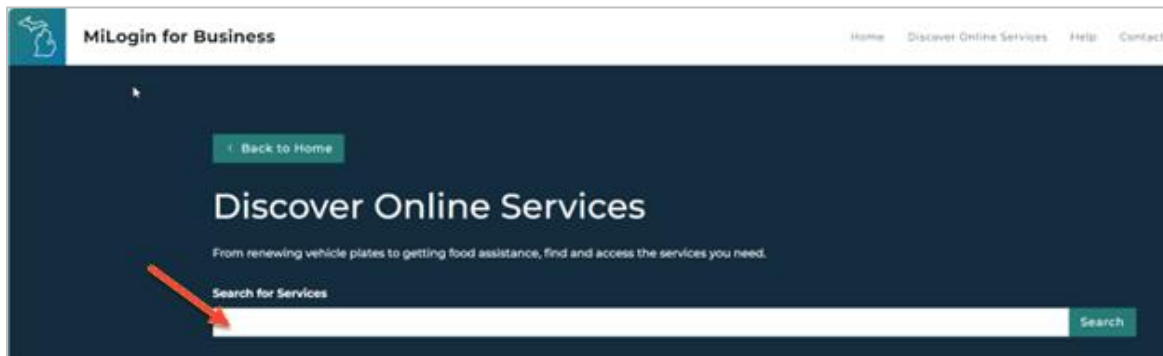 MiLogin for Business
Home Discover Online Services Help Contact
< Back to Home
Discover Online Services
From renewing vehicle plates to getting food assistance, find and access the services you need.
Search for Services
Search